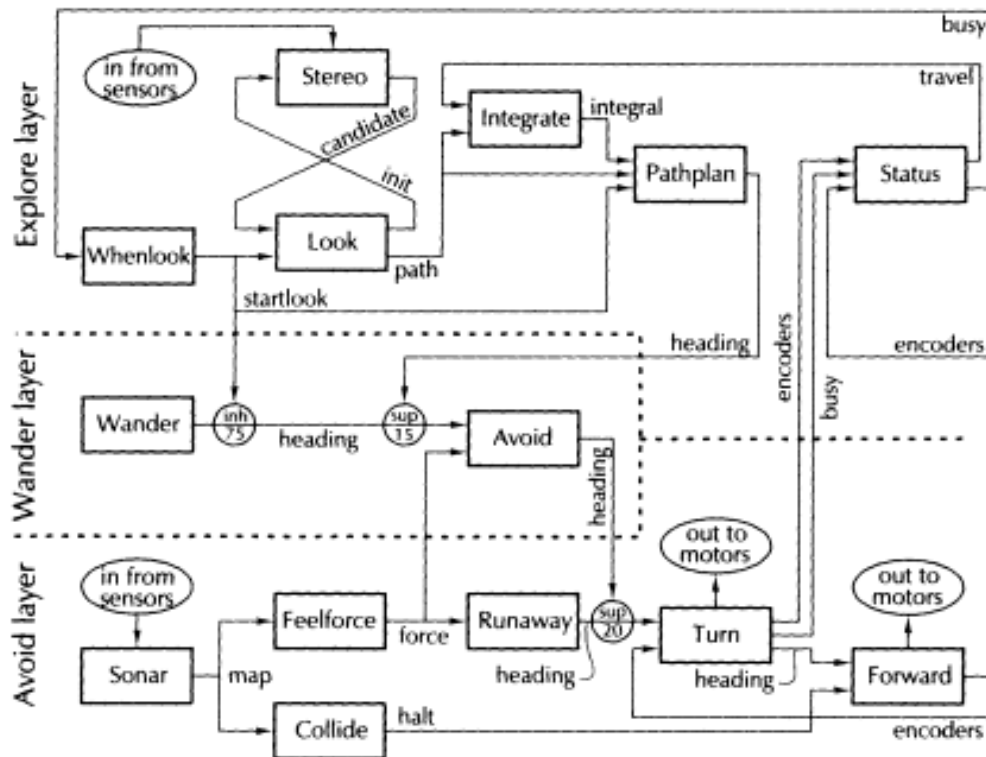 busy
in from
sensors
Stereo
travel
candidate
Integrate
integral
Explore layer
init
Pathplan
Status
Whenlook
Look
path
startlook
heading
encoders
encoders
busy
Wander layer
Wander
inh
75
heading
sup
15
Avoid
heading
Avoid layer
in from
sensors
out to
motors
out to
motors
Feelforce
force
Runaway
sup
20
Turn
Sonar
map
heading
heading
Forward
Collide
halt
encoders